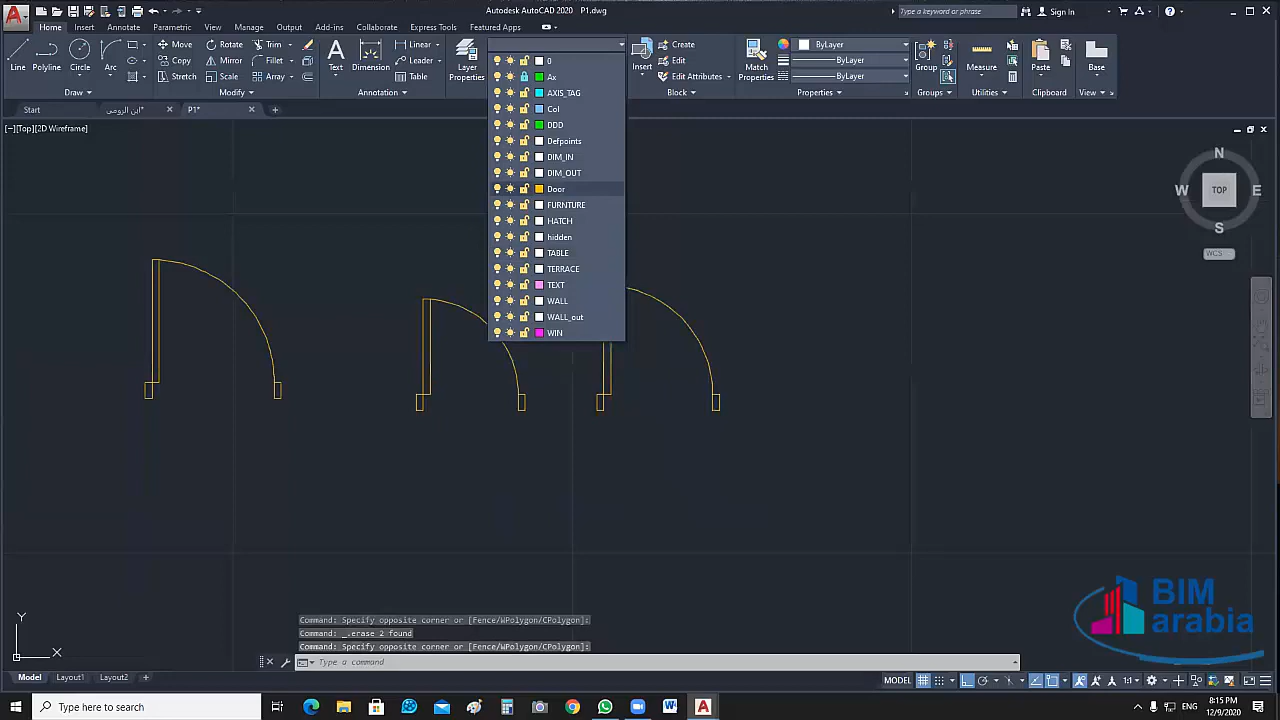 Autodesk AutoCAD 2020 P1.dwg
Type a keyword or phrase
Sign In
Home Insert Annotate Parametric View Manage Output Add-ins Collaborate Express Tools Featured Apps
Line Polyline Circle Arc
Move Rotate Trim
Copy Mirror Fillet
Stretch Scale Array
Text Dimension
Linear
Leader
Table
Layer Properties
Insert
Create
Edit
Edit Attributes
Match Properties
ByLayer
ByLayer
ByLayer
Group
Measure
Paste
Base
Draw Modify Annotation Block Properties Groups Utilities Clipboard View
Start
ابن الرومى*
P1*
0
Ax
AXIS_TAG
Col
DDD
Defpoints
DIM_IN
DIM_OUT
Door
FURNTURE
HATCH
hidden
TABLE
TERRACE
TEXT
WALL
WALL_out
WIN
[−][Top][2D Wireframe]
N
W TOP E
S
WCS
Y
X
BIM
arabia
Command: Specify opposite corner or [Fence/WPolygon/CPolygon]:
Command: _.erase 2 found
Command: Specify opposite corner or [Fence/WPolygon/CPolygon]:
Type a command
Model Layout1 Layout2
MODEL
1:1
Type here to search
8:15 PM
12/9/2020